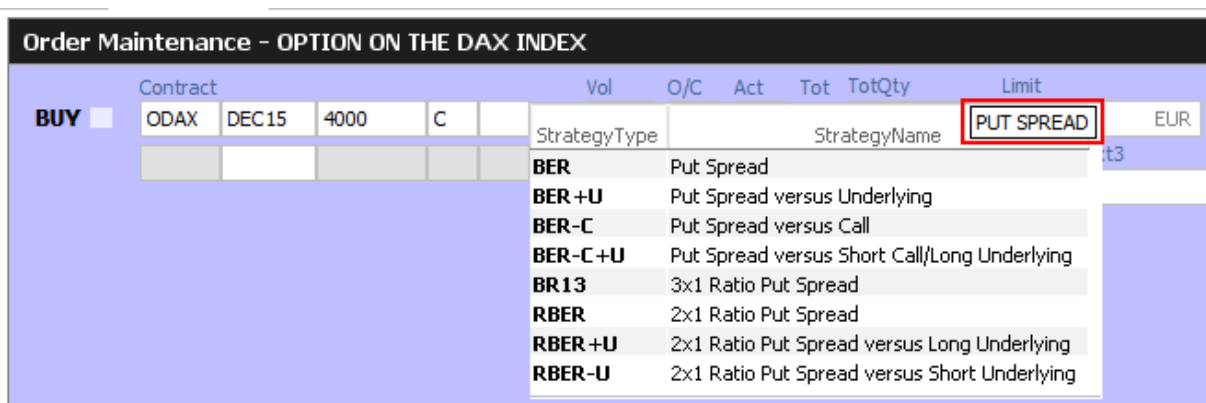 Order Maintenance - OPTION ON THE DAX INDEX
Contract Vol O/C Act Tot TotQty Limit
BUY ODAX DEC15 4000 C PUT SPREAD EUR
StrategyType StrategyName
BER Put Spread
BER+U Put Spread versus Underlying
BER-C Put Spread versus Call
BER-C+U Put Spread versus Short Call/Long Underlying
BR13 3x1 Ratio Put Spread
RBER 2x1 Ratio Put Spread
RBER+U 2x1 Ratio Put Spread versus Long Underlying
RBER-U 2x1 Ratio Put Spread versus Short Underlying